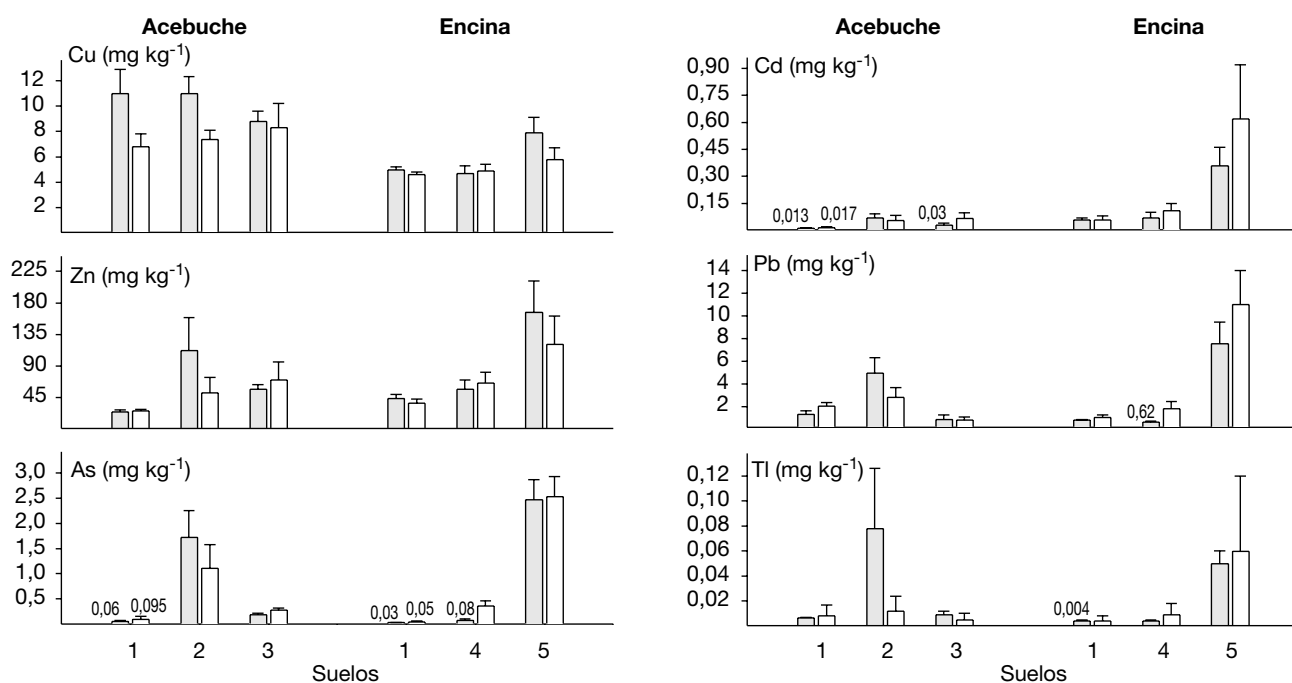 Acebuche Encina
Cu (mg kg-1)
12
10
8
6
4
2
Zn (mg kg-1)
225
180
135
90
45
As (mg kg-1)
3,0
2,5
2,0
1,5
1,0
0,5
0,06 0,095 0,03 0,05 0,08
1 2 3 1 4 5
Suelos
Acebuche Encina
Cd (mg kg-1)
0,90
0,75
0,60
0,45
0,30
0,15
0,013 0,017 0,03
Pb (mg kg-1)
14
12
10
8
6
4
2
0,62
Tl (mg kg-1)
0,12
0,10
0,08
0,06
0,04
0,02
0,004
1 2 3 1 4 5
Suelos